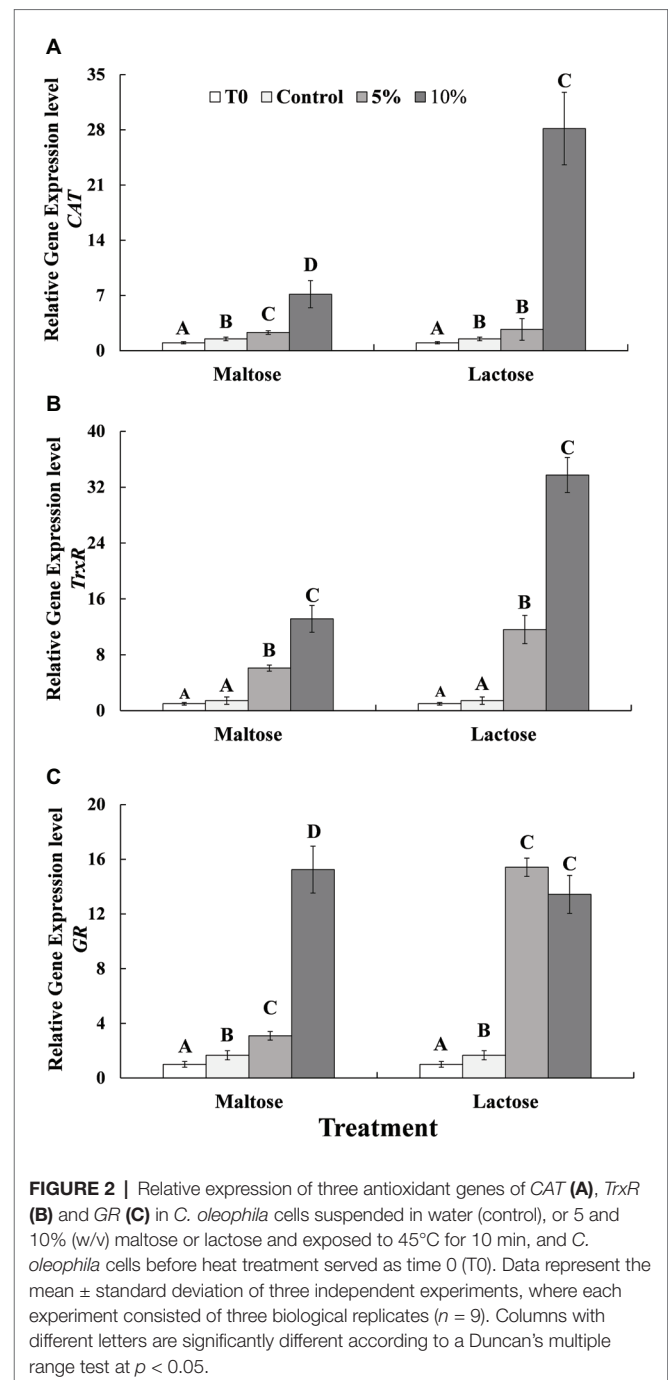 A
Relative Gene Expression level
CAT
35
28
21
14
7
0
T0 Control 5% 10%
A B C D
A B B C
Maltose Lactose
B
Relative Gene Expression level
TrxR
40
32
24
16
8
0
A A B C
A A B C
Maltose Lactose
C
Relative Gene Expression level
GR
20
16
12
8
4
0
A B C D
A B C C
Maltose Lactose
Treatment
FIGURE 2 | Relative expression of three antioxidant genes of CAT (A), TrxR
(B) and GR (C) in C. oleophila cells suspended in water (control), or 5 and
10% (w/v) maltose or lactose and exposed to 45°C for 10 min, and C.
oleophila cells before heat treatment served as time 0 (T0). Data represent the
mean ± standard deviation of three independent experiments, where each
experiment consisted of three biological replicates (n = 9). Columns with
different letters are significantly different according to a Duncan's multiple
range test at p < 0.05.